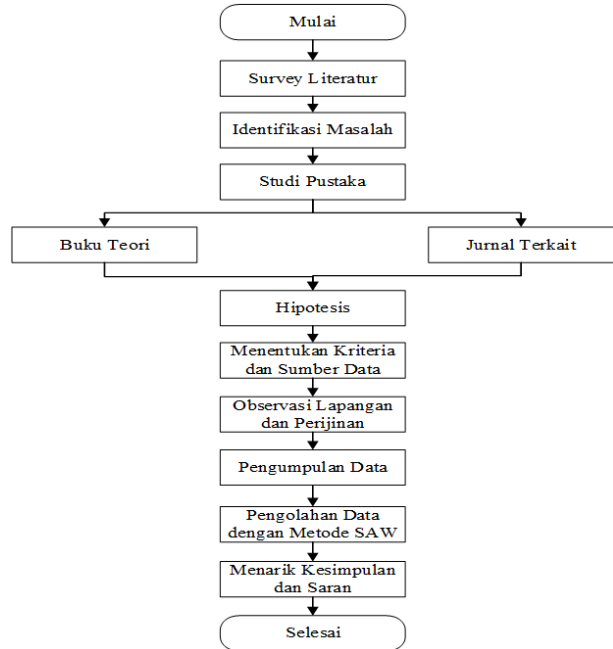 Mulai
Survey Literatur
Identifikasi Masalah
Studi Pustaka
Buku Teori
Jurnal Terkait
Hipotesis
Menentukan Kriteria
dan Sumber Data
Observasi Lapangan
dan Perijinan
Pengumpulan Data
Pengolahan Data
dengan Metode SAW
Menarik Kesimpulan
dan Saran
Selesai